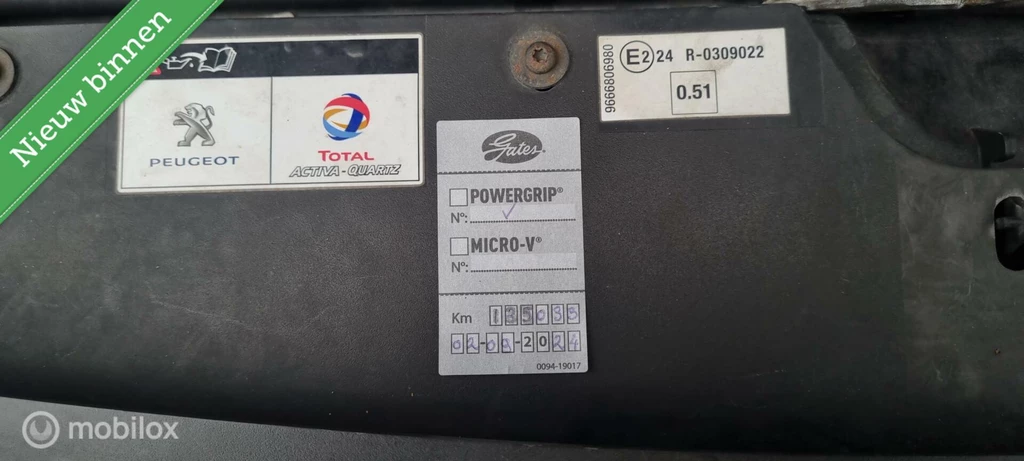 Nieuw binnen
PEUGEOT
TOTAL
ACTIVA - QUARTZ
9666806980
E2 24 R-0309022
0.51
Gates
POWERGRIP®
N°: ✓
MICRO-V®
N°:
Km 135035
02-09-2024
0094-19017
mobilox